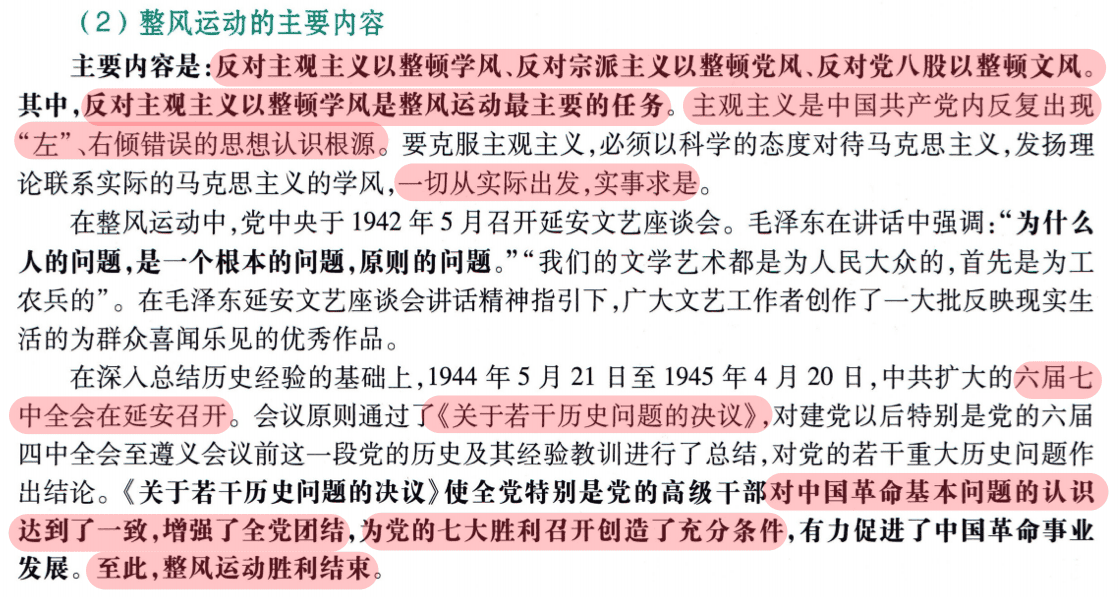 (2)整风运动的主要内容
主要内容是:反对主观主义以整顿学风、反对宗派主义以整顿党风、反对党八股以整顿文风。
其中,反对主观主义以整顿学风是整风运动最主要的任务。主观主义是中国共产党内反复出现
“左”、右倾错误的思想认识根源。要克服主观主义,必须以科学的态度对待马克思主义,发扬理
论联系实际的马克思主义的学风,一切从实际出发,实事求是。
在整风运动中,党中央于 1942 年 5 月召开延安文艺座谈会。毛泽东在讲话中强调:“为什么
人的问题,是一个根本的问题,原则的问题。”“我们的文学艺术都是为人民大众的,首先是为工
农兵的”。在毛泽东延安文艺座谈会讲话精神指引下,广大文艺工作者创作了一大批反映现实生
活的为群众喜闻乐见的优秀作品。
在深入总结历史经验的基础上,1944 年 5 月 21 日至 1945 年 4 月 20 日,中共扩大的六届七
中全会在延安召开。会议原则通过了《关于若干历史问题的决议》,对建党以后特别是党的六届
四中全会至遵义会议前这一段党的历史及其经验教训进行了总结,对党的若干重大历史问题作
出结论。《关于若干历史问题的决议》使全党特别是党的高级干部对中国革命基本问题的认识
达到了一致,增强了全党团结,为党的七大胜利召开创造了充分条件,有力促进了中国革命事业
发展。至此,整风运动胜利结束。